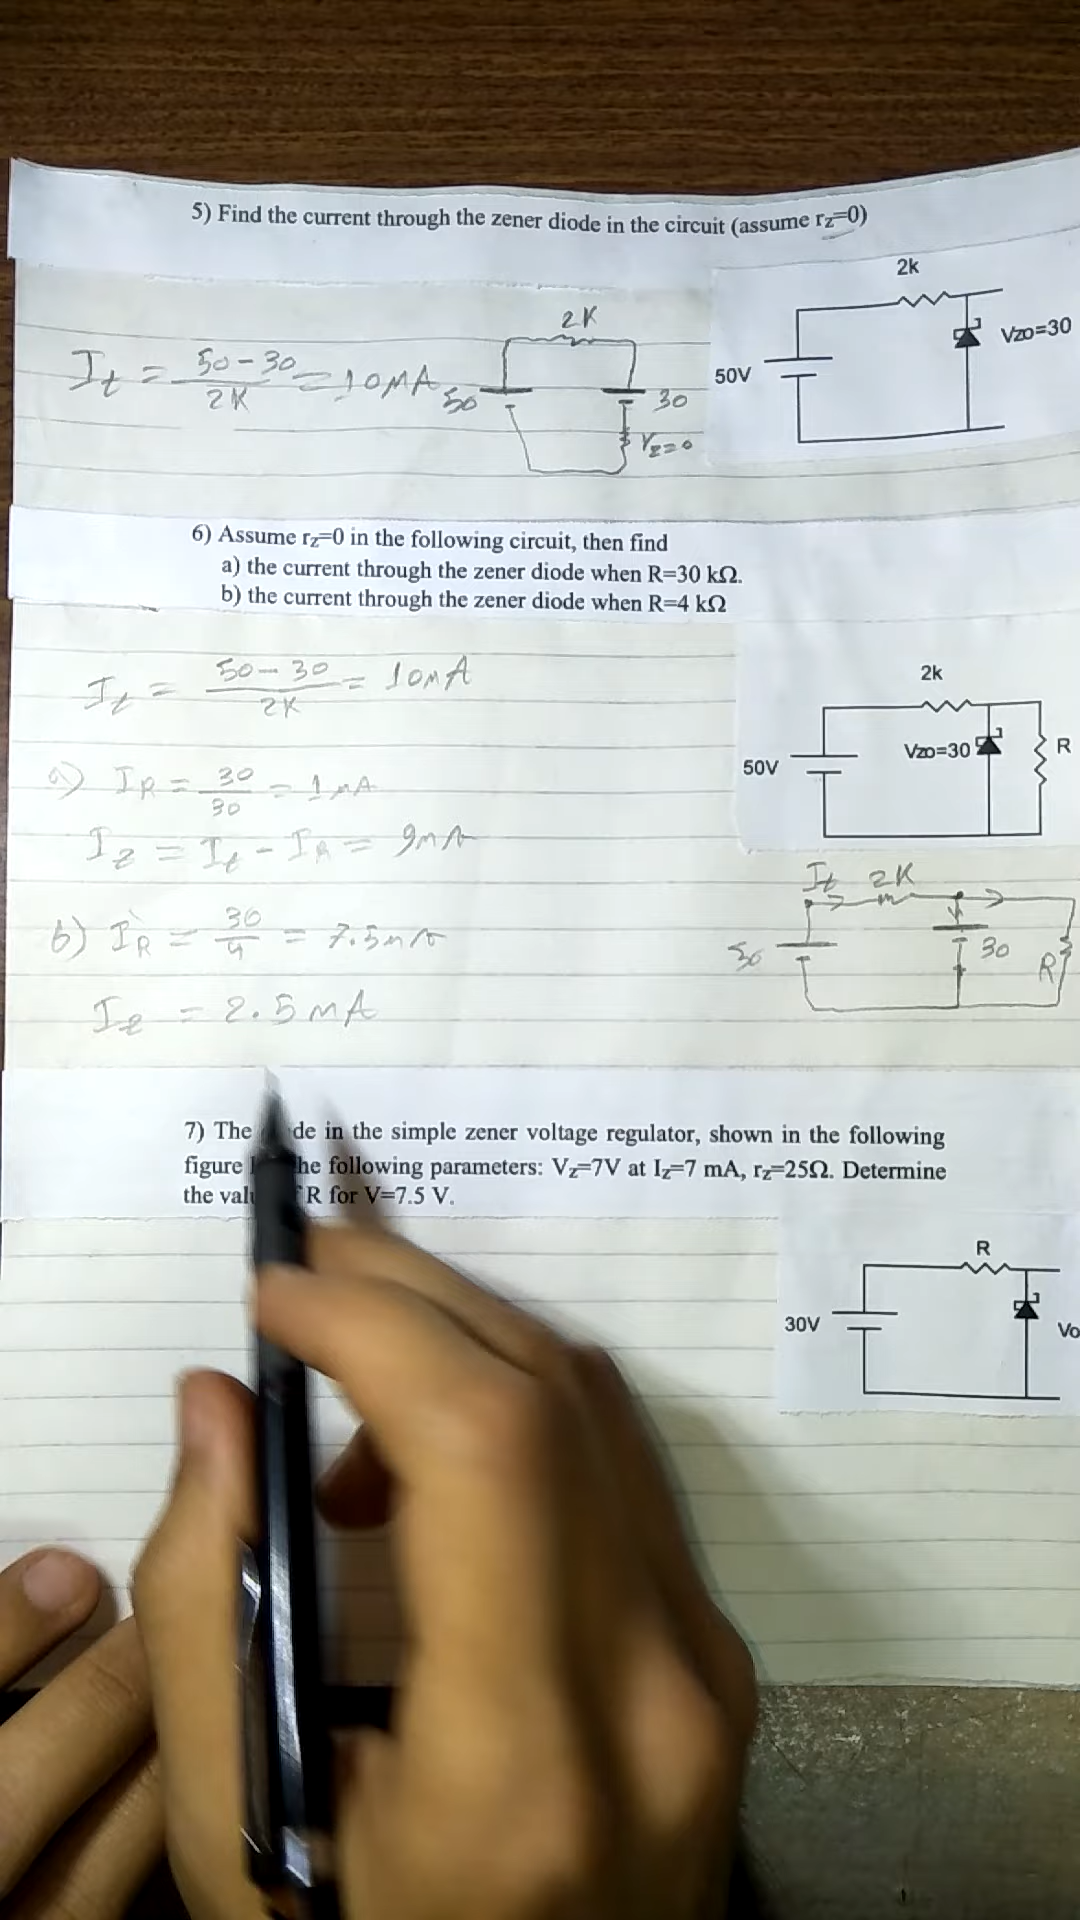 5) Find the current through the zener diode in the circuit (assume rz=0)
2k
Vzo=30
50V
It = 50-30 / 2K = 10mA
2K
50
30
rz=0
6) Assume rz=0 in the following circuit, then find
a) the current through the zener diode when R=30 kΩ.
b) the current through the zener diode when R=4 kΩ
2k
Vzo=30
R
50V
It = 50-30 / 2K = 10mA
a) IR = 30 / 30 = 1mA
Iz = It - IR = 9mA
It 2K
50
30
R
b) IR = 30 / 4 = 7.5mA
Iz = 2.5mA
7) The de in the simple zener voltage regulator, shown in the following
figure he following parameters: Vz=7V at Iz=7 mA, rz=25Ω. Determine
the val R for V=7.5 V.
R
30V
Vo